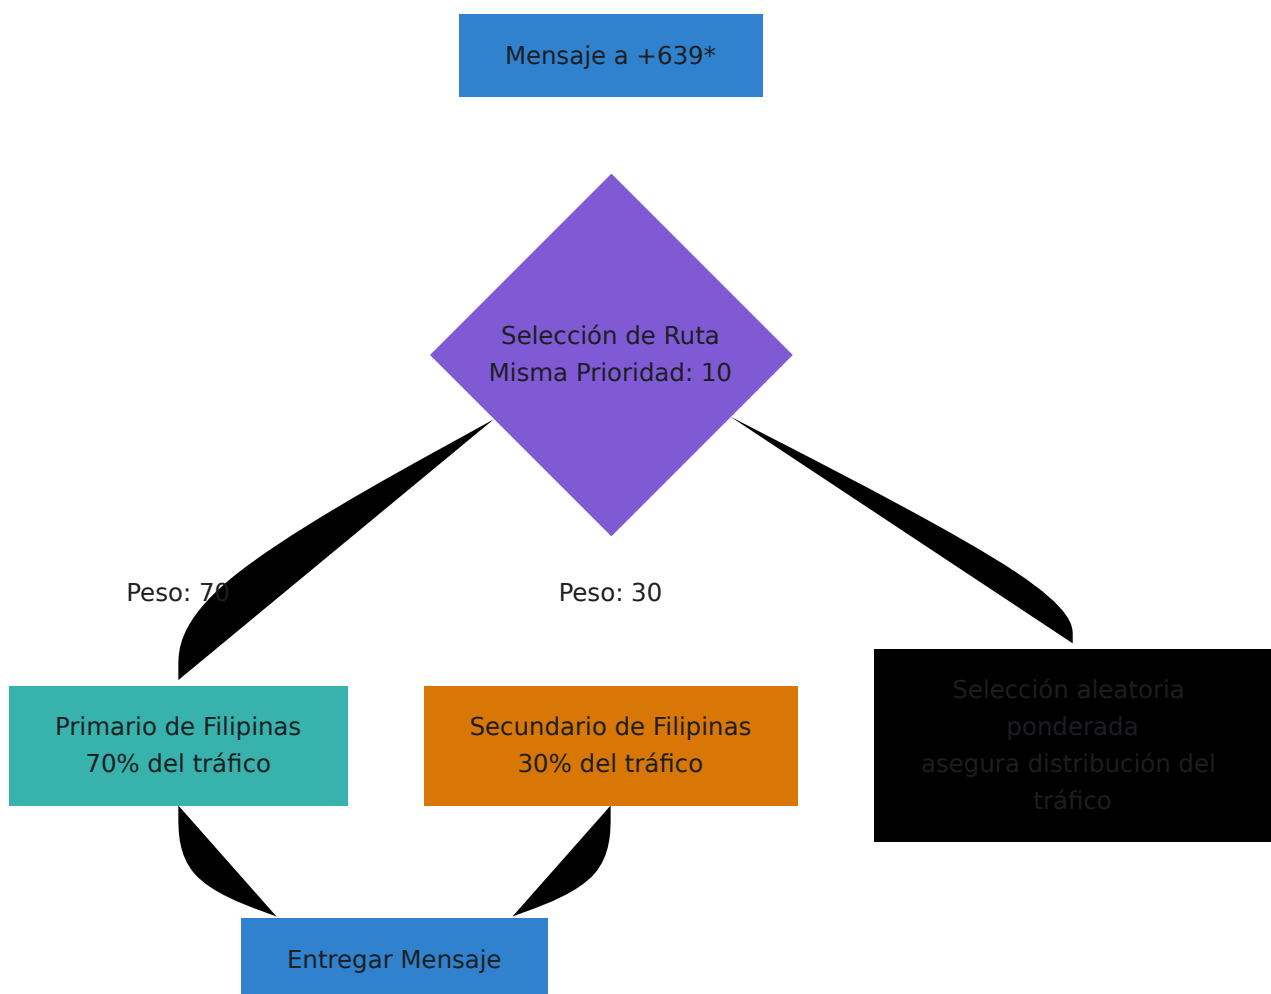 Mensaje a +639*
Selección de Ruta
Misma Prioridad: 10
Peso: 70
Peso: 30
Primario de Filipinas
70% del tráfico
Secundario de Filipinas
30% del tráfico
Selección aleatoria
ponderada
asegura distribución del
tráfico
Entregar Mensaje